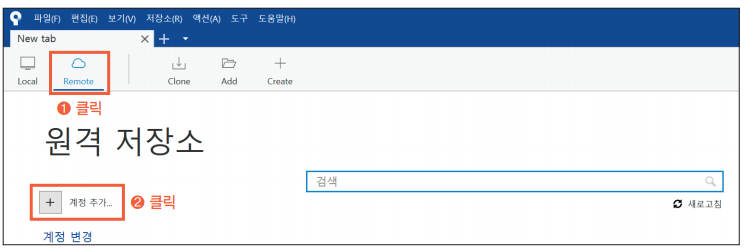 파일(F) 편집(E) 보기(V) 저장소(R) 액션(A) 도구 도움말(H)
New tab
Local Remote Clone Add Create
❶ 클릭
원격 저장소
검색
+ 계정 추가... ❷ 클릭
새로고침
계정 변경